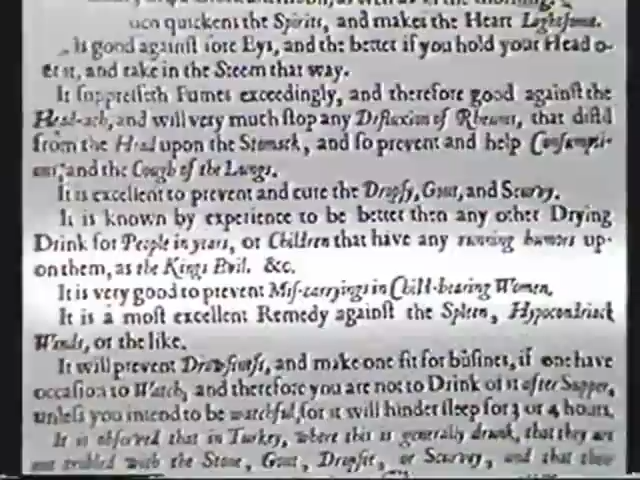 quickens the Spirits, and makes the Heart Lightsome.
is good againſt ſore Eys, and the better if you hold your Head o-
er it, and take in the Steem that way.
It ſuppreſſeth Fumes exceedingly, and therefore good againſt the
Head-ach, and will very much ſtop any Defluxion of Rheums, that diſtil
from the Head upon the Stomach, and ſo prevent and help Conſumpti-
ons; and the Cough of the Lungs.
It is excellent to prevent and cure the Dropſy, Gout, and Scurvy.
It is known by experience to be better then any other Drying
Drink for People in years, or Children that have any running humors up-
on them, as the Kings Evil. &c.
It is very good to prevent Miſ-carryings in Child-bearing Women.
It is a moſt excellent Remedy againſt the Spleen, Hypocondriack
Winds, or the like.
It will prevent Drowſineſs, and make one fit for buſines, if one have
occaſion to Watch, and therefore you are not to Drink of it after Supper,
unleſs you intend to be watchful, for it will hinder ſleep for 3 or 4 hours.
It is obſerved that in Turkey, where this is generally drunk, that they are
not trobled with the Stone, Gout, Dropſie, or Scurvey, and that their